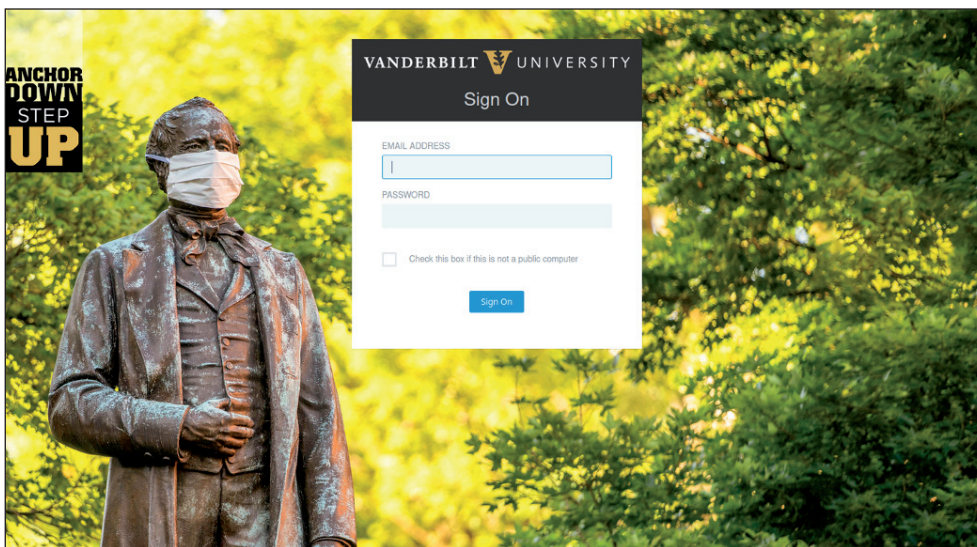 ANCHOR
DOWN
STEP
UP
VANDERBILT V UNIVERSITY
Sign On
EMAIL ADDRESS
PASSWORD
Check this box if this is not a public computer
Sign On